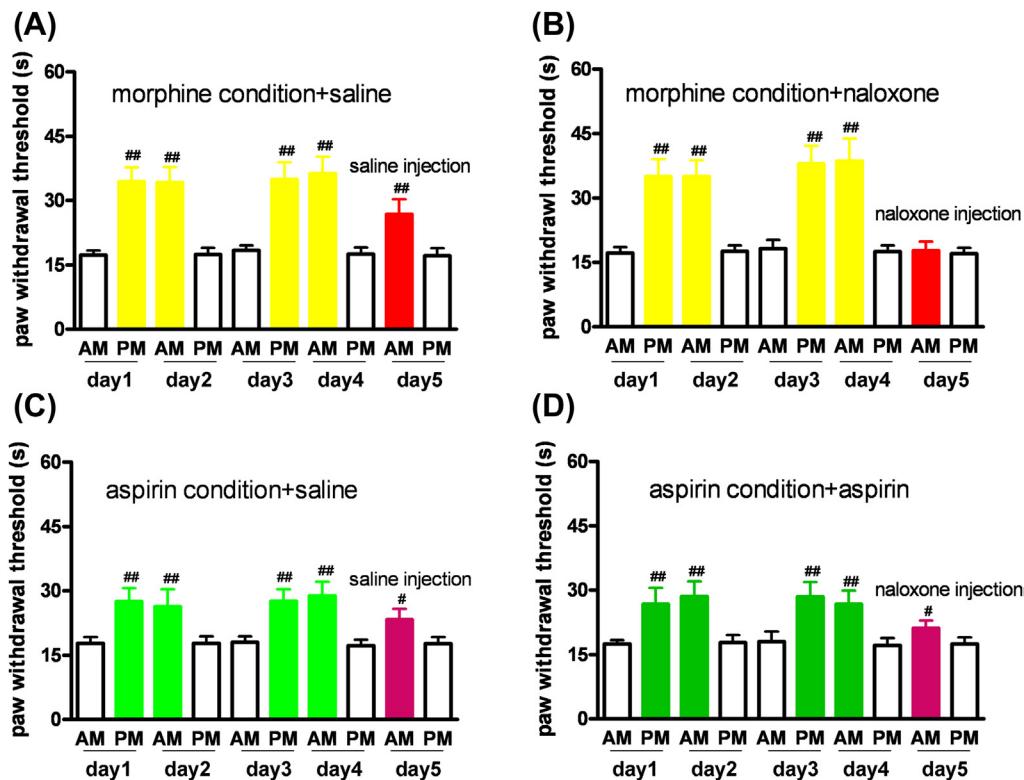 (A)
paw withdrawal threshold (s)
60
45
30
15
0
morphine condition+saline
saline injection
## ## ## ## ##
AM PM AM PM AM PM AM PM AM PM
day1 day2 day3 day4 day5
(B)
paw withdrawl threshold (s)
60
45
30
15
0
morphine condition+naloxone
naloxone injection
## ## ## ##
AM PM AM PM AM PM AM PM AM PM
day1 day2 day3 day4 day5
(C)
paw withdrawal threshold (s)
60
45
30
15
0
aspirin condition+saline
saline injection
## ## ## ## #
AM PM AM PM AM PM AM PM AM PM
day1 day2 day3 day4 day5
(D)
paw withdrawal threshold (s)
60
45
30
15
0
aspirin condition+aspirin
naloxone injection
## ## ## ## #
AM PM AM PM AM PM AM PM AM PM
day1 day2 day3 day4 day5